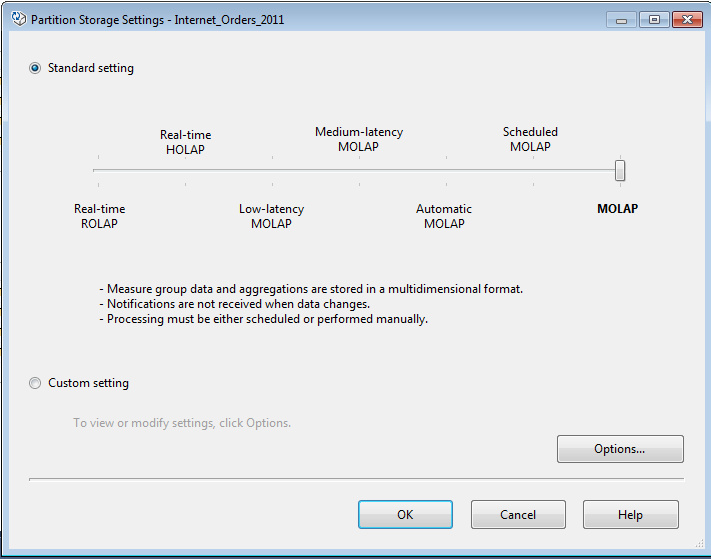 Partition Storage Settings - Internet_Orders_2011
Standard setting
Real-time
HOLAP
Medium-latency
MOLAP
Scheduled
MOLAP
Real-time
ROLAP
Low-latency
MOLAP
Automatic
MOLAP
MOLAP
- Measure group data and aggregations are stored in a multidimensional format.
- Notifications are not received when data changes.
- Processing must be either scheduled or performed manually.
Custom setting
To view or modify settings, click Options.
Options...
OK
Cancel
Help